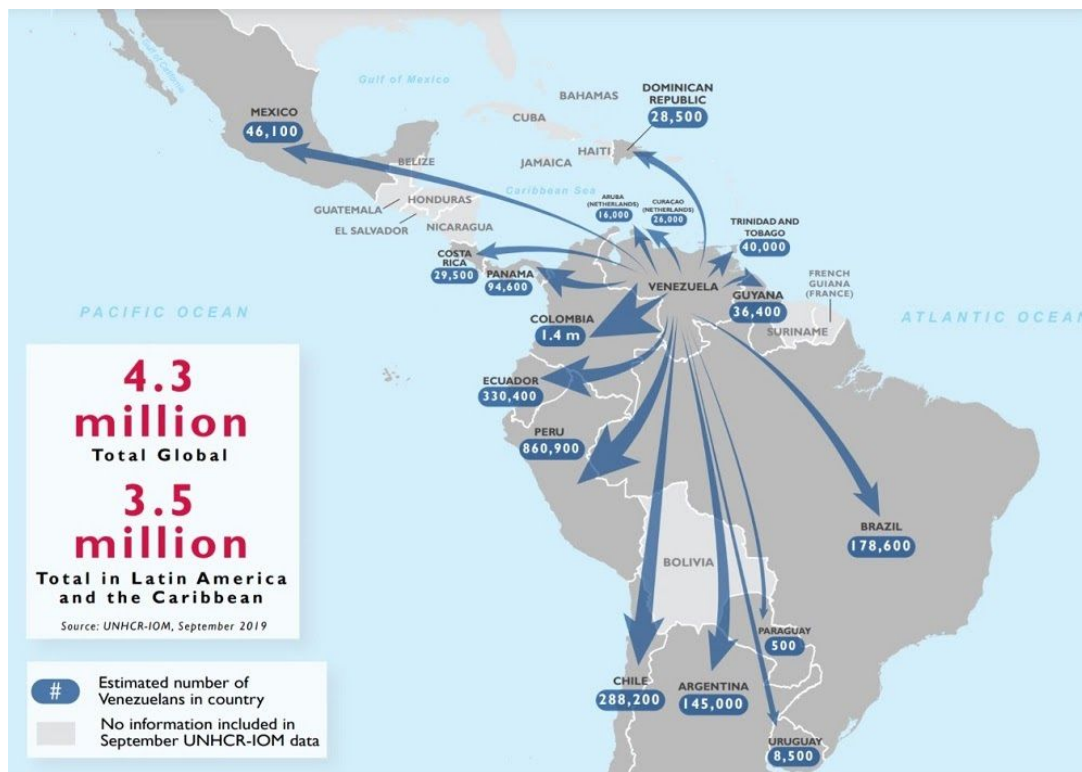 Gulf of California
Gulf of Mexico
BAHAMAS
DOMINICAN
REPUBLIC
28,500
MEXICO
46,100
CUBA
HAITI
JAMAICA
BELIZE
Caribbean Sea
ARUBA
(NETHERLANDS)
16,000
CURAÇAO
(NETHERLANDS)
26,000
GUATEMALA
HONDURAS
EL SALVADOR
NICARAGUA
TRINIDAD AND
TOBAGO
40,000
COSTA
RICA
29,500
PANAMA
94,600
VENEZUELA
GUYANA
36,400
FRENCH
GUIANA
(FRANCE)
SURINAME
PACIFIC OCEAN
ATLANTIC OCEAN
COLOMBIA
1.4 m
ECUADOR
330,400
PERU
860,900
BRAZIL
178,600
BOLIVIA
PARAGUAY
500
CHILE
288,200
ARGENTINA
145,000
URUGUAY
8,500
4.3
million
Total Global
3.5
million
Total in Latin America
and the Caribbean
Source: UNHCR-IOM, September 2019
#
Estimated number of
Venezuelans in country
No information included in
September UNHCR-IOM data